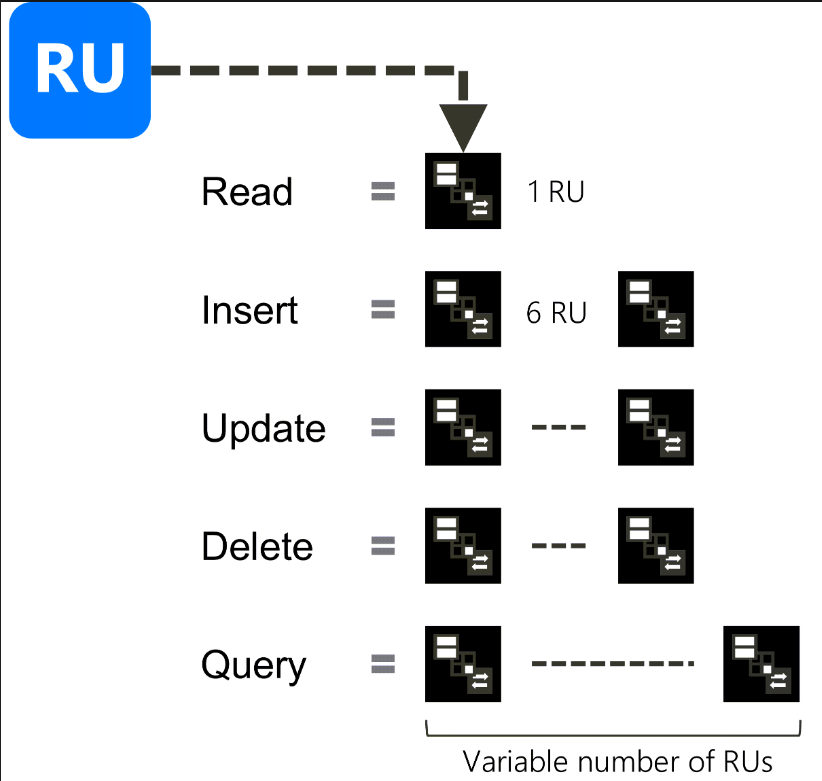 RU
Read = 1 RU
Insert = 6 RU
Update =
Delete =
Query =
Variable number of RUs